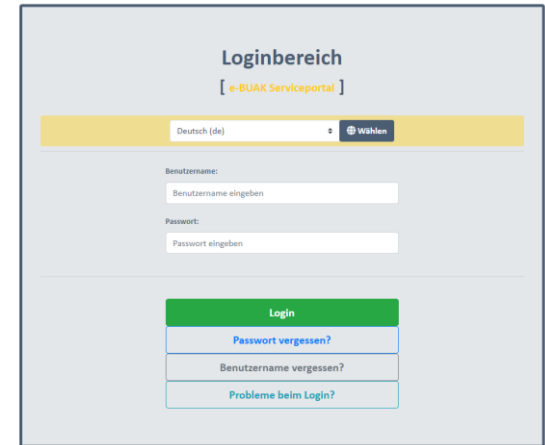 Loginbereich
[ e-BUAK Serviceportal ]
Deutsch (de) Wählen
Benutzername:
Benutzername eingeben
Passwort:
Passwort eingeben
Login
Passwort vergessen?
Benutzername vergessen?
Probleme beim Login?